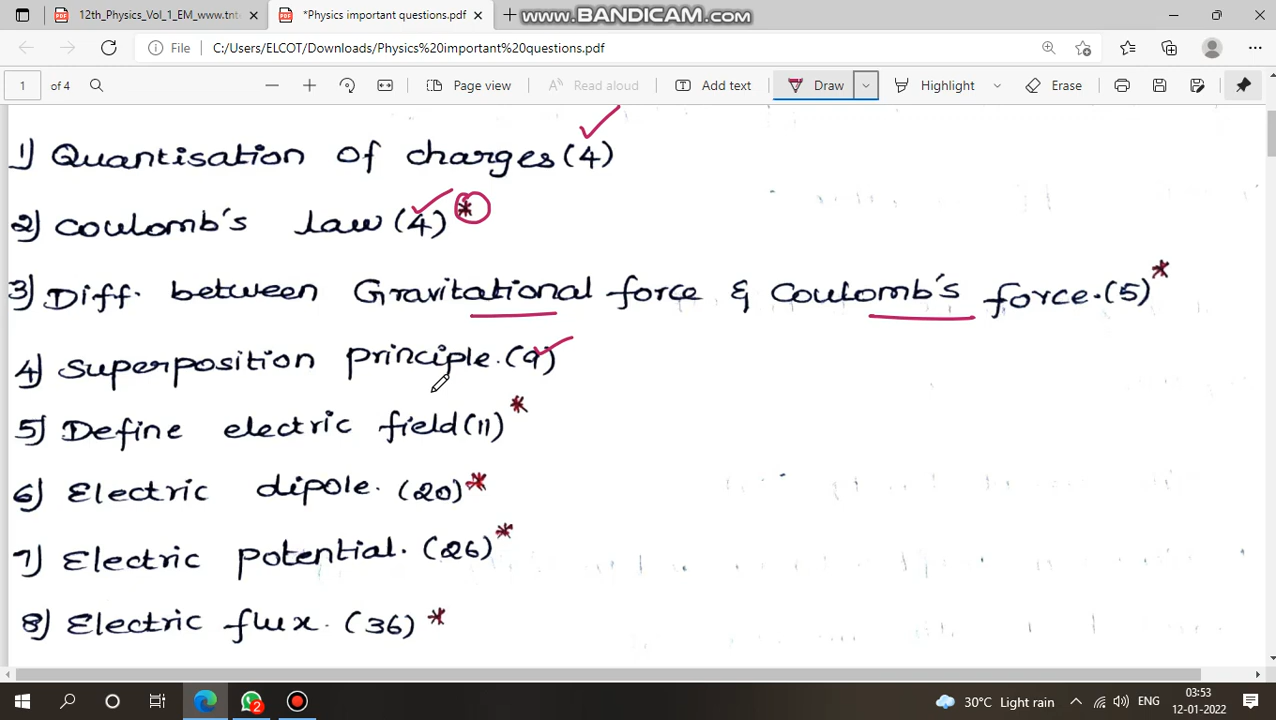 12th_Physics_Vol_1_EM_www.tnt
*Physics important questions.pdf
www.BANDICAM.com
File
C:/Users/ELCOT/Downloads/Physics%20important%20questions.pdf
1 of 4
Page view
Read aloud
Add text
Draw
Highlight
Erase
1) Quantisation of charges (4)
2) Coulomb's law (4) *
3) Diff. between Gravitational force & Coulomb's force. (5) *
4) Superposition principle. (9)
5) Define electric field (11) *
6) Electric dipole. (20) *
7) Electric potential. (26) *
8) Electric flux. (36) *
2
30°C Light rain
ENG
03:53
12-01-2022